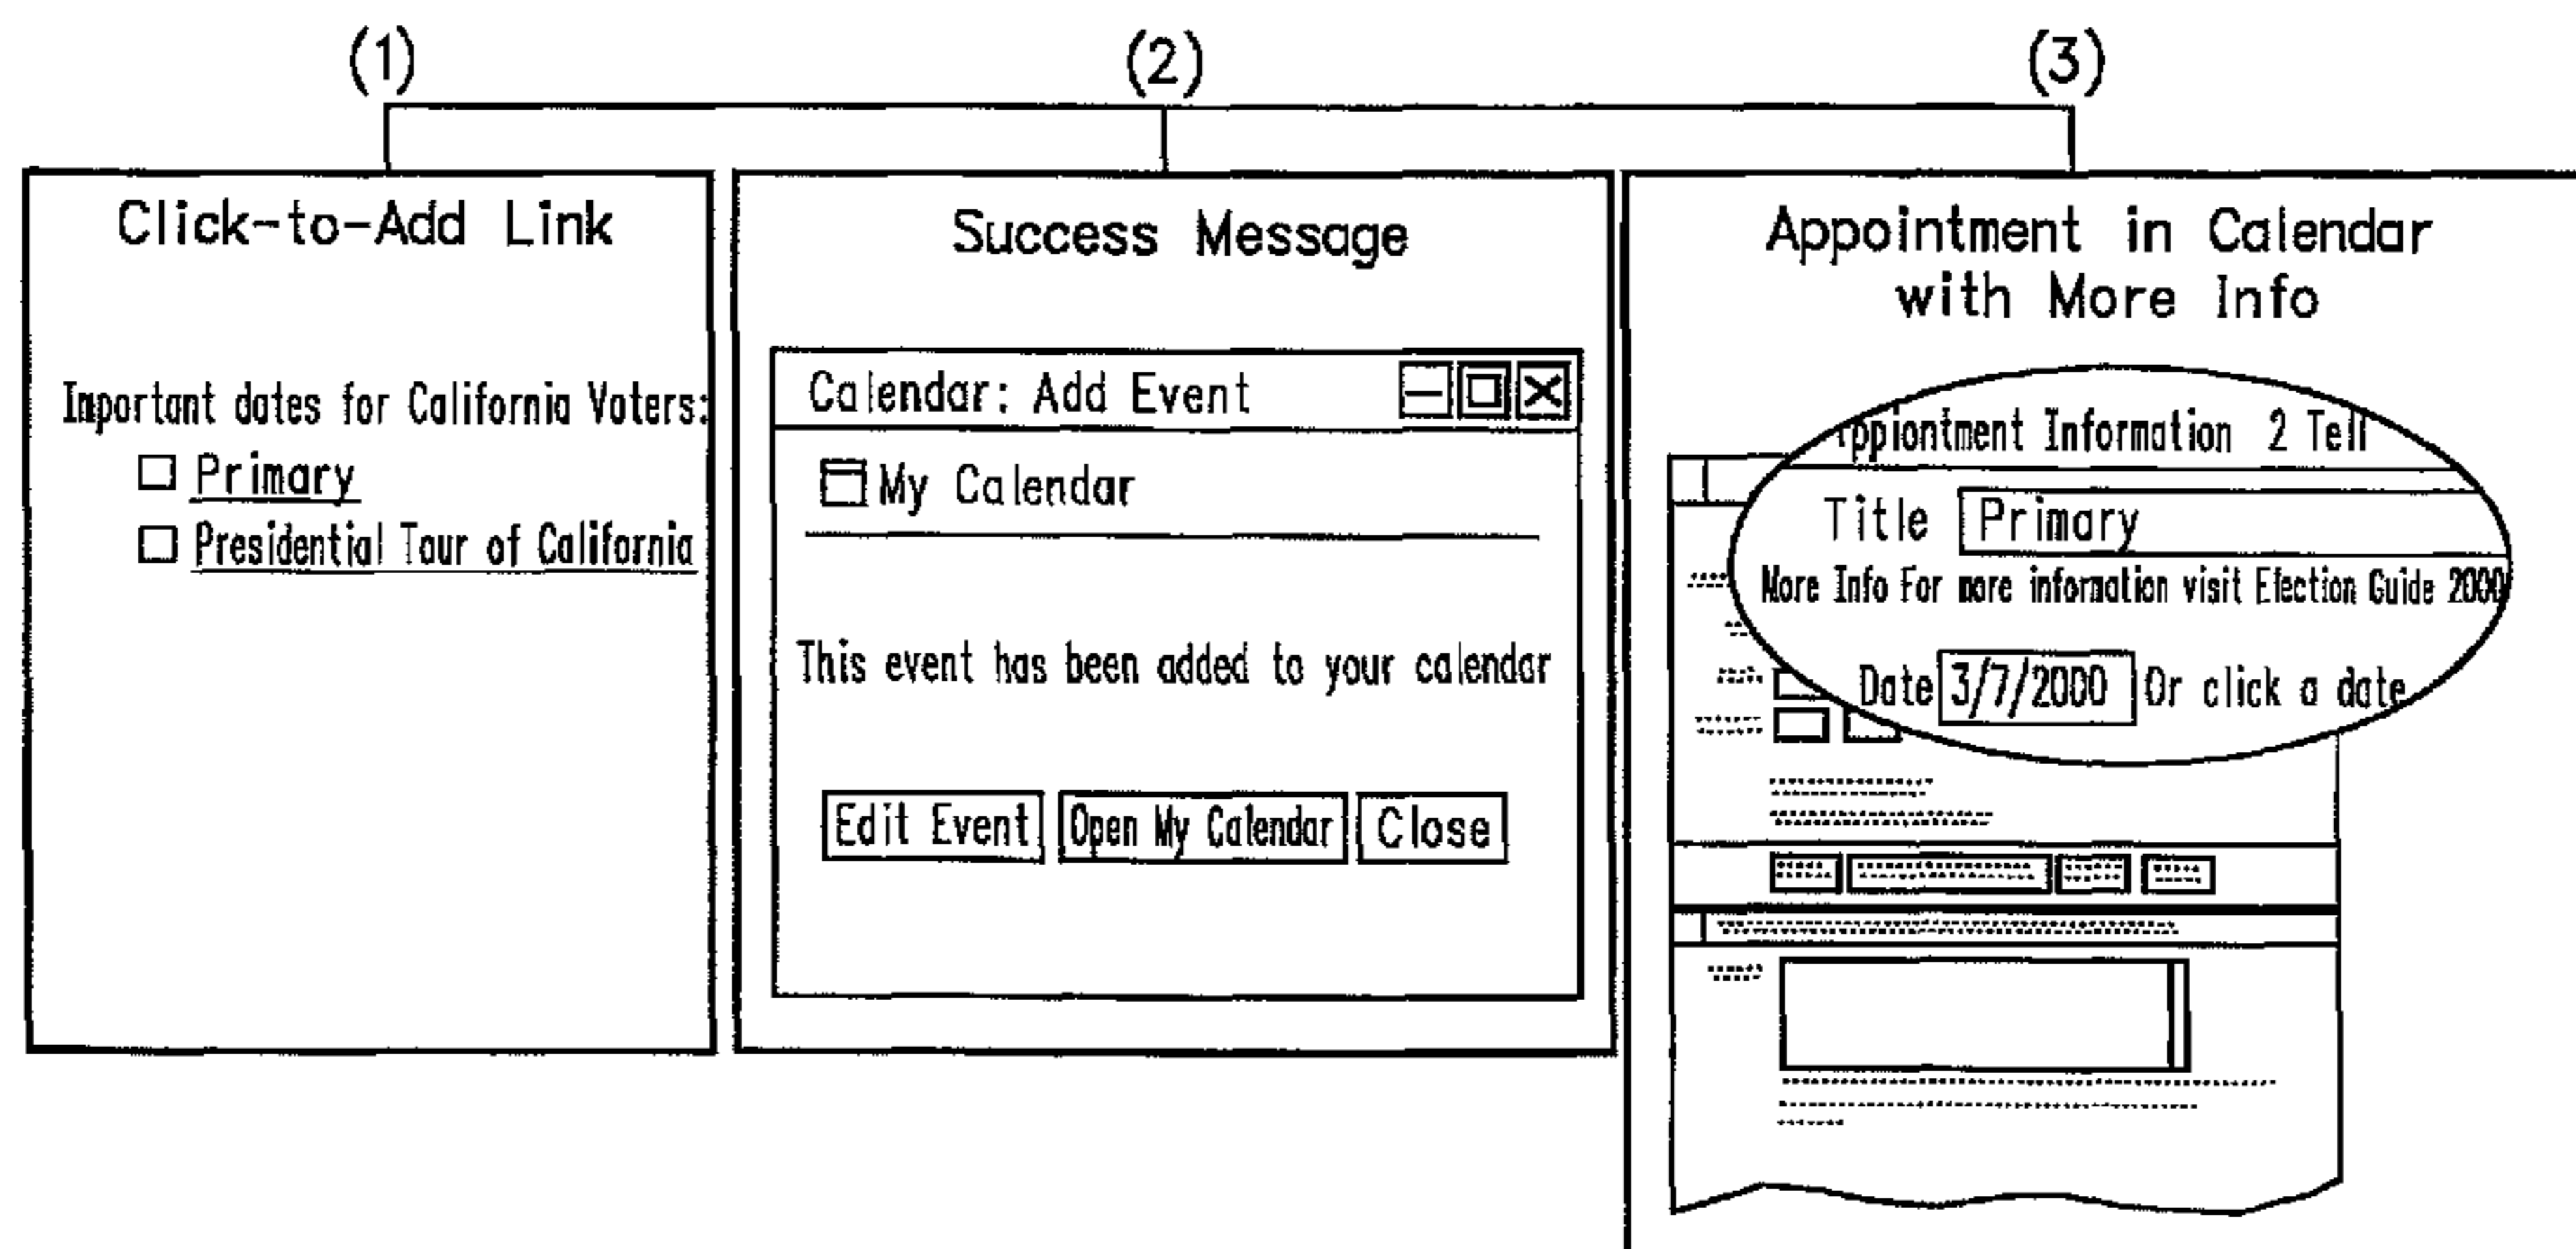 (1)
(2)
(3)
Click-to-Add Link
Important dates for California Voters:
Primary
Presidential Tour of California
Success Message
Calendar: Add Event
My Calendar
This event has been added to your calendar
Edit Event Open My Calendar Close
Appointment in Calendar
with More Info
ppiontment Information 2 Tell
Title Primary
More Info For more information visit Election Guide 2000
Date 3/7/2000 Or click a date